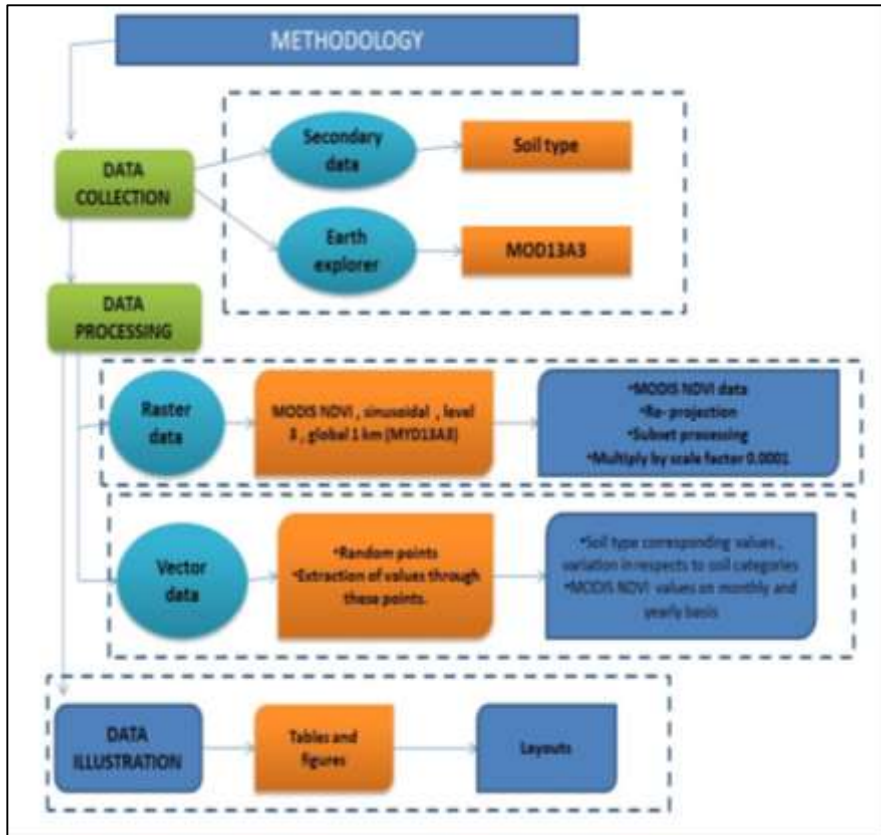 METHODOLOGY
Secondary
data
Soil type
DATA
COLLECTION
Earth
explorer
MOD13A3
DATA
PROCESSING
Raster
data
MODIS NDVI , sinusoidal , level
3 , global 1 km (MYD13A3)
*MODIS NDVI data
*Re- projection
*Subset processing
*Multiply by scale factor 0.0001
Vector
data
*Random points
*Extraction of values through
these points.
*Soil type corresponding values ,
variation in respects to soil categories
*MODIS NDVI values on monthly and
yearly basis
DATA
ILLUSTRATION
Tables and
figures
Layouts